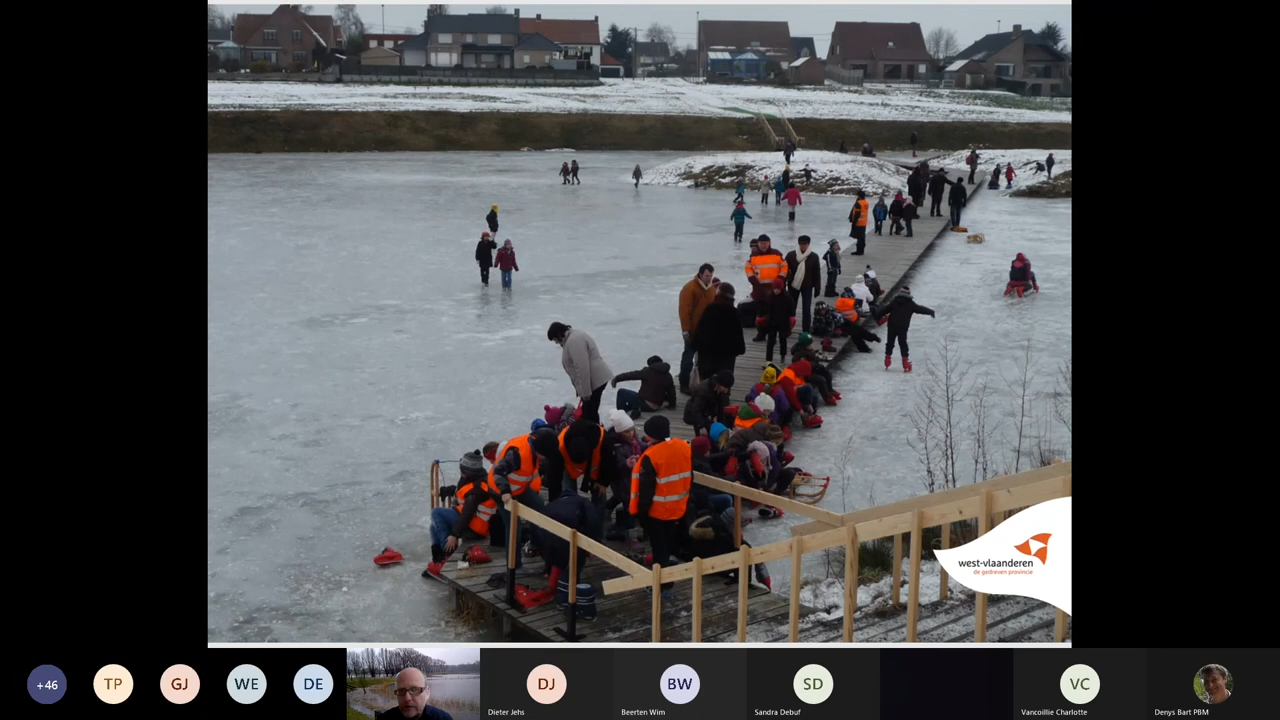 west-vlaanderen
de gedreven provincie
+46
TP
GJ
WE
DE
DJ
BW
SD
VC
Dieter Jehs
Beerten Wim
Sandra Debuf
Vancoillie Charlotte
Denys Bart PBM